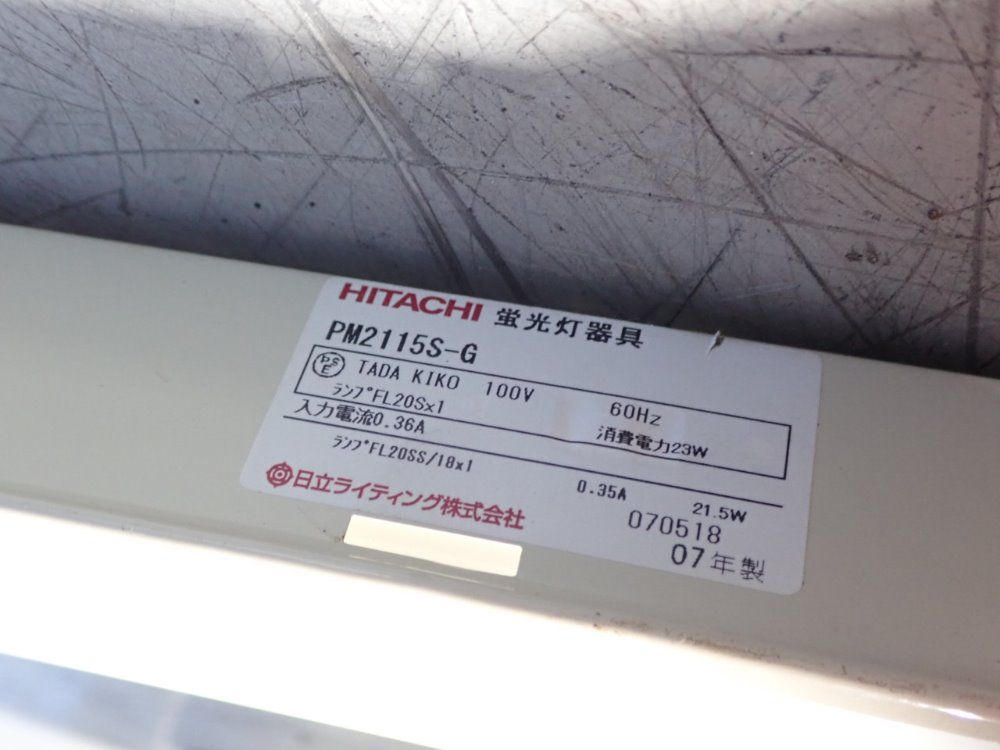 HITACHI 蛍光灯器具
PM2115S-G
PSE TADA KIKO 100V 60Hz
ランプFL20Sx1
入力電流0.36A 消費電力23W
ランプFL20SS/18x1 0.35A 21.5W
日立ライティング株式会社 070518
07年製